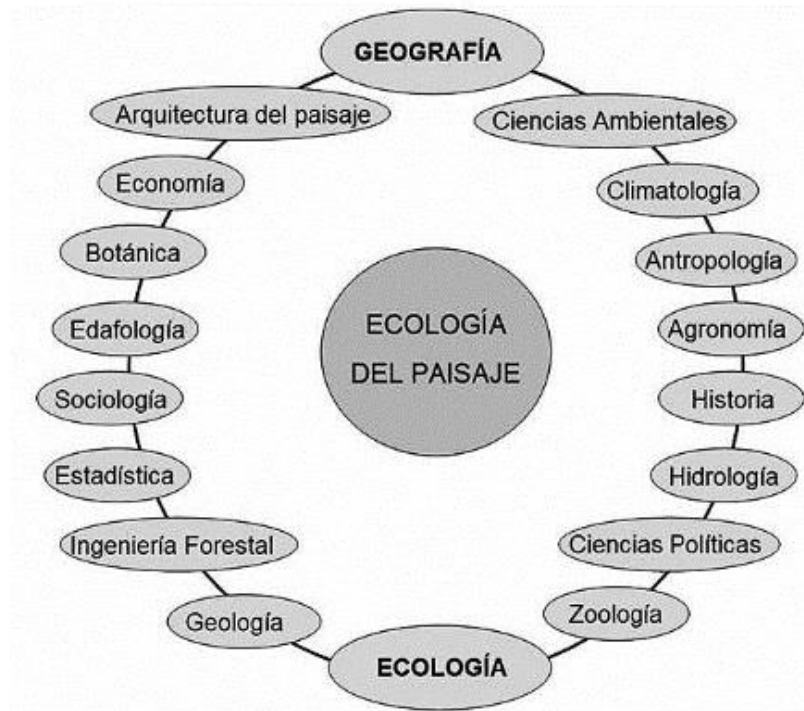 GEOGRAFÍA
Arquitectura del paisaje
Ciencias Ambientales
Economía
Climatología
Botánica
Antropología
Edafología
Agronomía
ECOLOGÍA
DEL PAISAJE
Sociología
Historia
Estadística
Hidrología
Ingeniería Forestal
Ciencias Políticas
Geología
Zoología
ECOLOGÍA